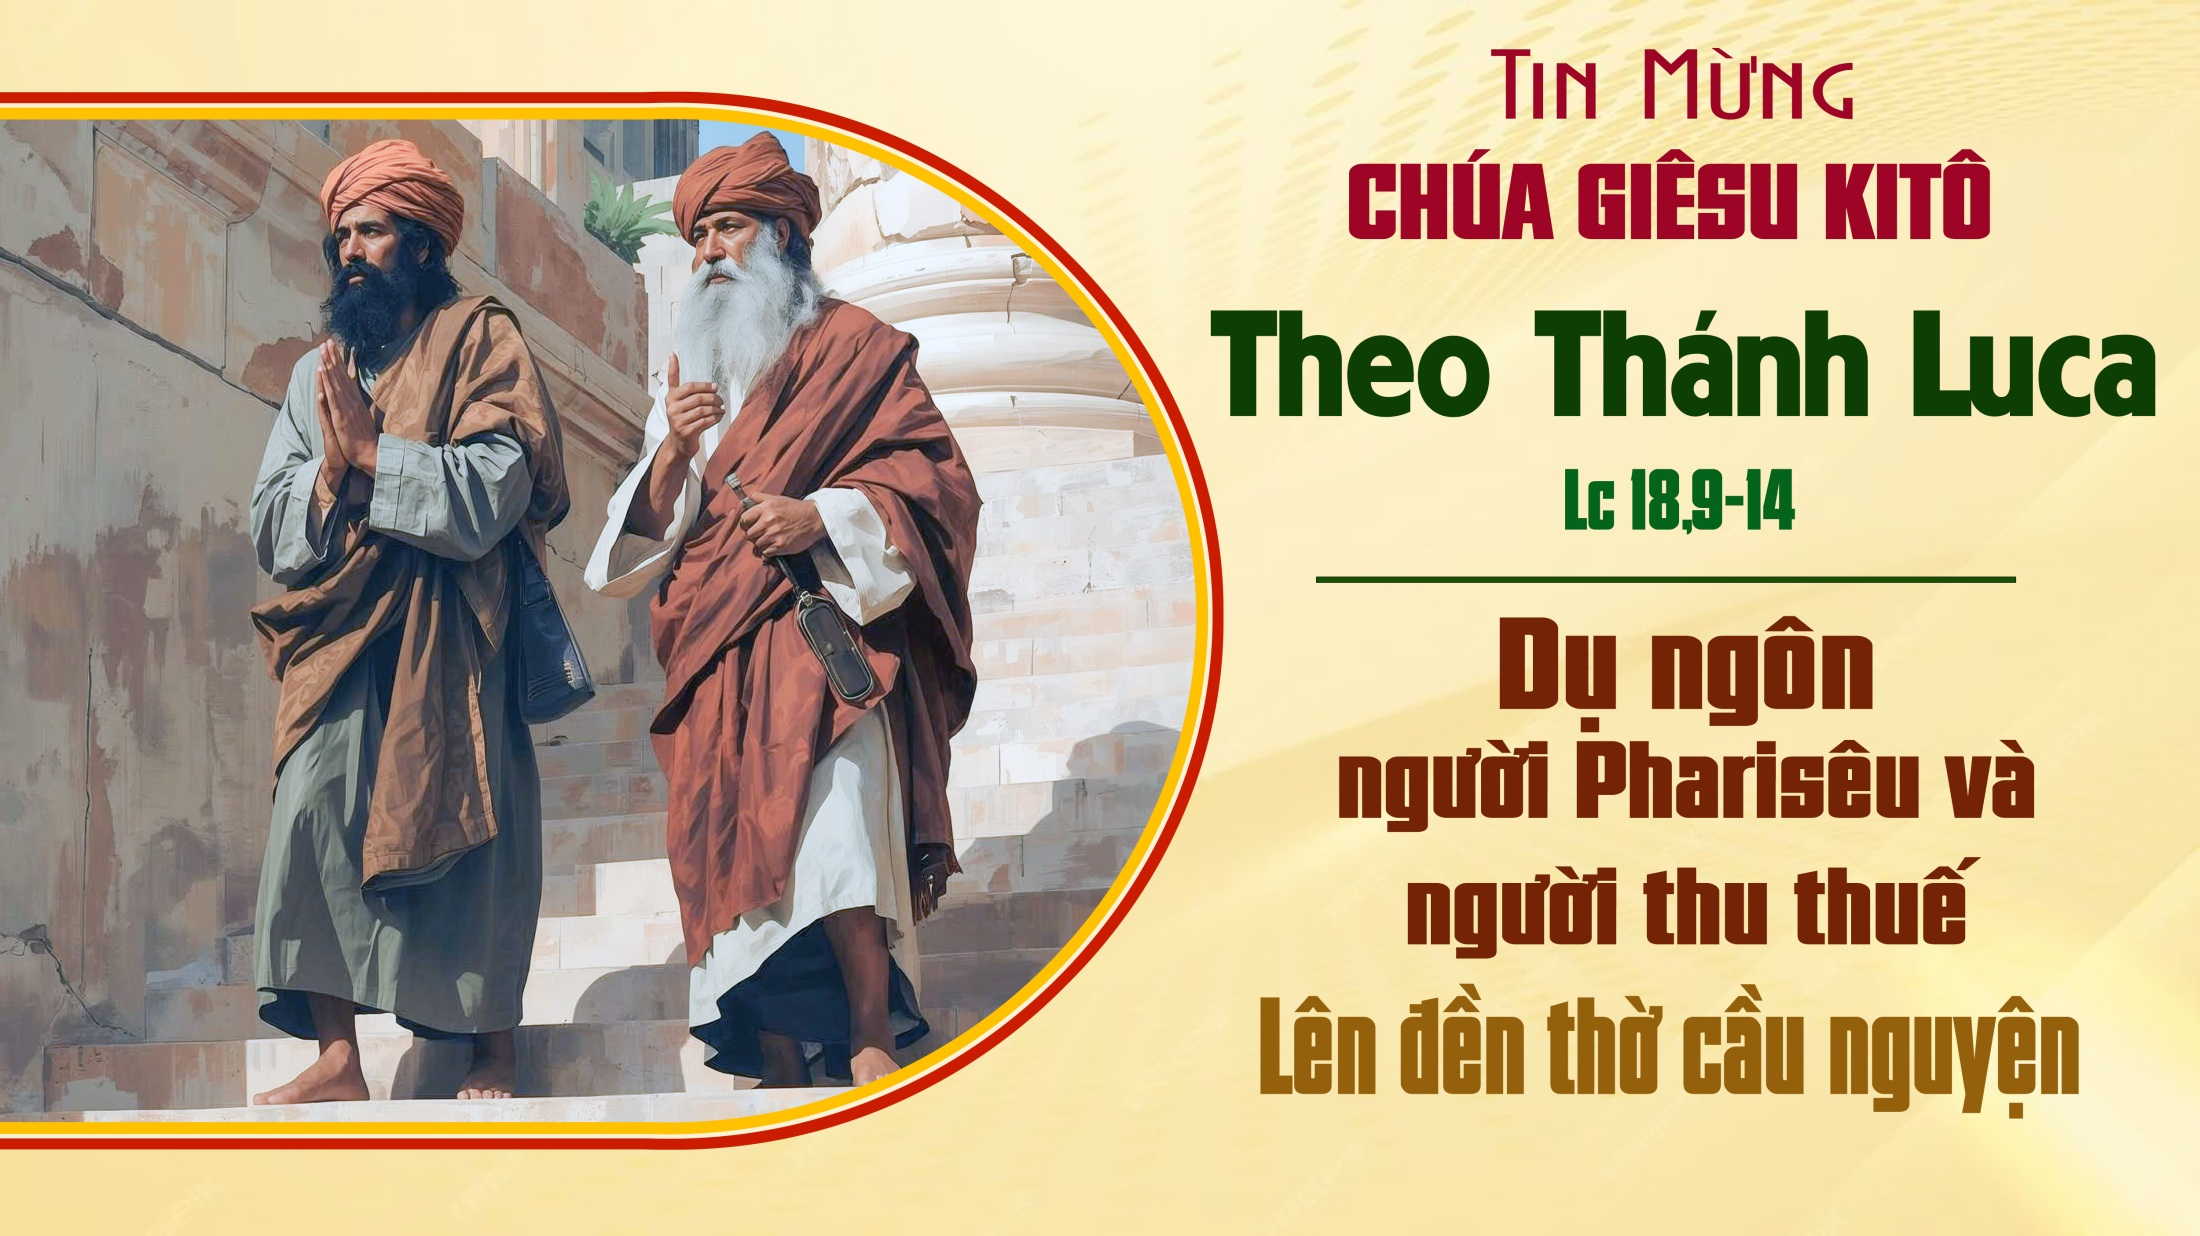 Tin Mừng
CHÚA GIÊSU KITÔ
Theo Thánh Luca
Lc 18,9-14
Dụ ngôn
người Pharisêu và
người thu thuế
Lên đền thờ cầu nguyện